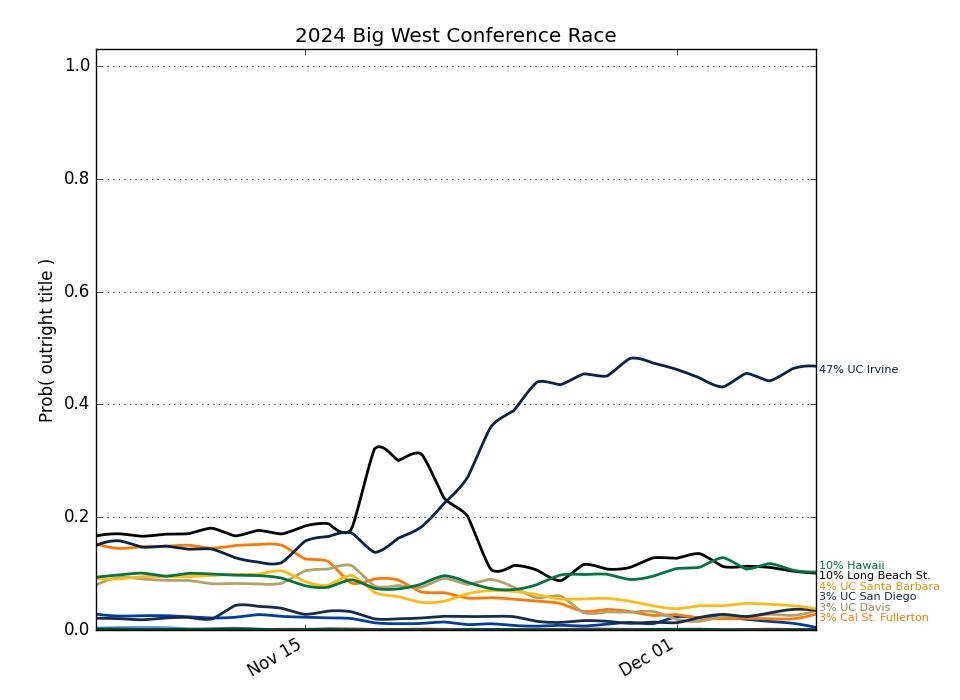 2024 Big West Conference Race
Prob( outright title )
1.0
0.8
0.6
0.4
0.2
0.0
Nov 15
Dec 01
47% UC Irvine
10% Hawaii
10% Long Beach St.
4% UC Santa Barbara
3% UC San Diego
3% UC Davis
3% Cal St. Fullerton